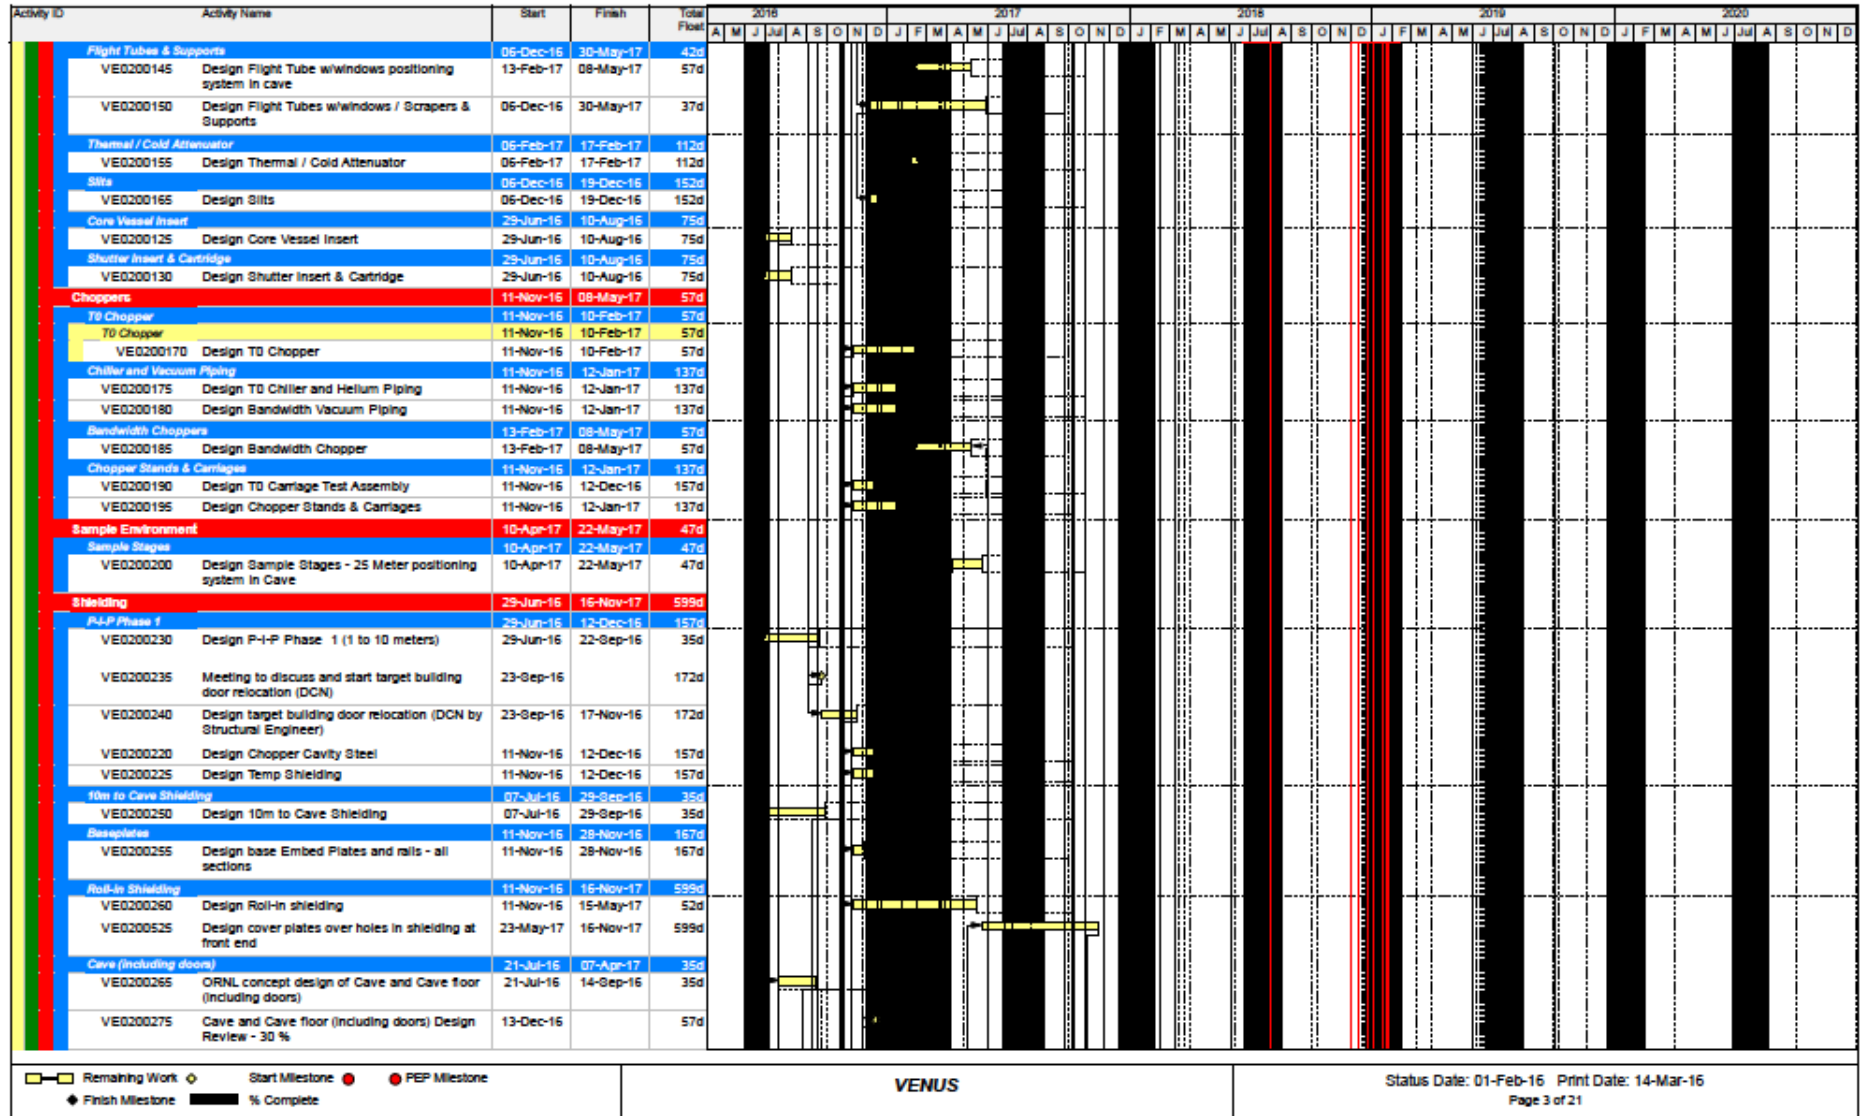 Activity ID Activity Name Start Finish Total Float 2016 2017 2018 2019 2020
A M J Jul A S O N D J F M A M J Jul A S O N D J F M A M J Jul A S O N D J F M A M J Jul A S O N D J F M A M J Jul A S O N D
Flight Tubes & Supports 06-Dec-16 30-May-17 42d
VE0200145 Design Flight Tube w/windows positioning 13-Feb-17 08-May-17 57d
system in cave
VE0200150 Design Flight Tubes w/windows / Scrapers & 06-Dec-16 30-May-17 37d
Supports
Thermal / Cold Attenuator 06-Feb-17 17-Feb-17 112d
VE0200155 Design Thermal / Cold Attenuator 06-Feb-17 17-Feb-17 112d
Slits 06-Dec-16 19-Dec-16 152d
VE0200165 Design Slits 06-Dec-16 19-Dec-16 152d
Core Vessel Insert 29-Jun-16 10-Aug-16 75d
VE0200125 Design Core Vessel Insert 29-Jun-16 10-Aug-16 75d
Shutter Insert & Cartridge 29-Jun-16 10-Aug-16 75d
VE0200130 Design Shutter Insert & Cartridge 29-Jun-16 10-Aug-16 75d
Choppers 11-Nov-16 08-May-17 57d
T0 Chopper 11-Nov-16 10-Feb-17 57d
T0 Chopper 11-Nov-16 10-Feb-17 57d
VE0200170 Design T0 Chopper 11-Nov-16 10-Feb-17 57d
Chiller and Vacuum Piping 11-Nov-16 12-Jan-17 137d
VE0200175 Design T0 Chiller and Helium Piping 11-Nov-16 12-Jan-17 137d
VE0200180 Design Bandwidth Vacuum Piping 11-Nov-16 12-Jan-17 137d
Bandwidth Choppers 13-Feb-17 08-May-17 57d
VE0200185 Design Bandwidth Chopper 13-Feb-17 08-May-17 57d
Chopper Stands & Carriages 11-Nov-16 12-Jan-17 137d
VE0200190 Design T0 Carriage Test Assembly 11-Nov-16 12-Dec-16 157d
VE0200195 Design Chopper Stands & Carriages 11-Nov-16 12-Jan-17 137d
Sample Environment 10-Apr-17 22-May-17 47d
Sample Stages 10-Apr-17 22-May-17 47d
VE0200200 Design Sample Stages - 25 Meter positioning 10-Apr-17 22-May-17 47d
system in Cave
Shielding 29-Jun-16 16-Nov-17 599d
P-I-P Phase 1 29-Jun-16 12-Dec-16 157d
VE0200230 Design P-I-P Phase 1 (1 to 10 meters) 29-Jun-16 22-Sep-16 35d
VE0200235 Meeting to discuss and start target building 23-Sep-16 172d
door relocation (DCN)
VE0200240 Design target building door relocation (DCN by 23-Sep-16 17-Nov-16 172d
Structural Engineer)
VE0200220 Design Chopper Cavity Steel 11-Nov-16 12-Dec-16 157d
VE0200225 Design Temp Shielding 11-Nov-16 12-Dec-16 157d
10m to Cave Shielding 07-Jul-16 29-Sep-16 35d
VE0200250 Design 10m to Cave Shielding 07-Jul-16 29-Sep-16 35d
Baseplates 11-Nov-16 28-Nov-16 167d
VE0200255 Design base Embed Plates and rails - all 11-Nov-16 28-Nov-16 167d
sections
Roll-in Shielding 11-Nov-16 16-Nov-17 599d
VE0200260 Design Roll-in shielding 11-Nov-16 15-May-17 52d
VE0200525 Design cover plates over holes in shielding at 23-May-17 16-Nov-17 599d
front end
Cave (including doors) 21-Jul-16 07-Apr-17 35d
VE0200265 ORNL concept design of Cave and Cave floor 21-Jul-16 14-Sep-16 35d
(including doors)
VE0200275 Cave and Cave floor (including doors) Design 13-Dec-16 57d
Review - 30 %
Remaining Work Start Milestone PEP Milestone
Finish Milestone % Complete
VENUS
Status Date: 01-Feb-16 Print Date: 14-Mar-16
Page 3 of 21